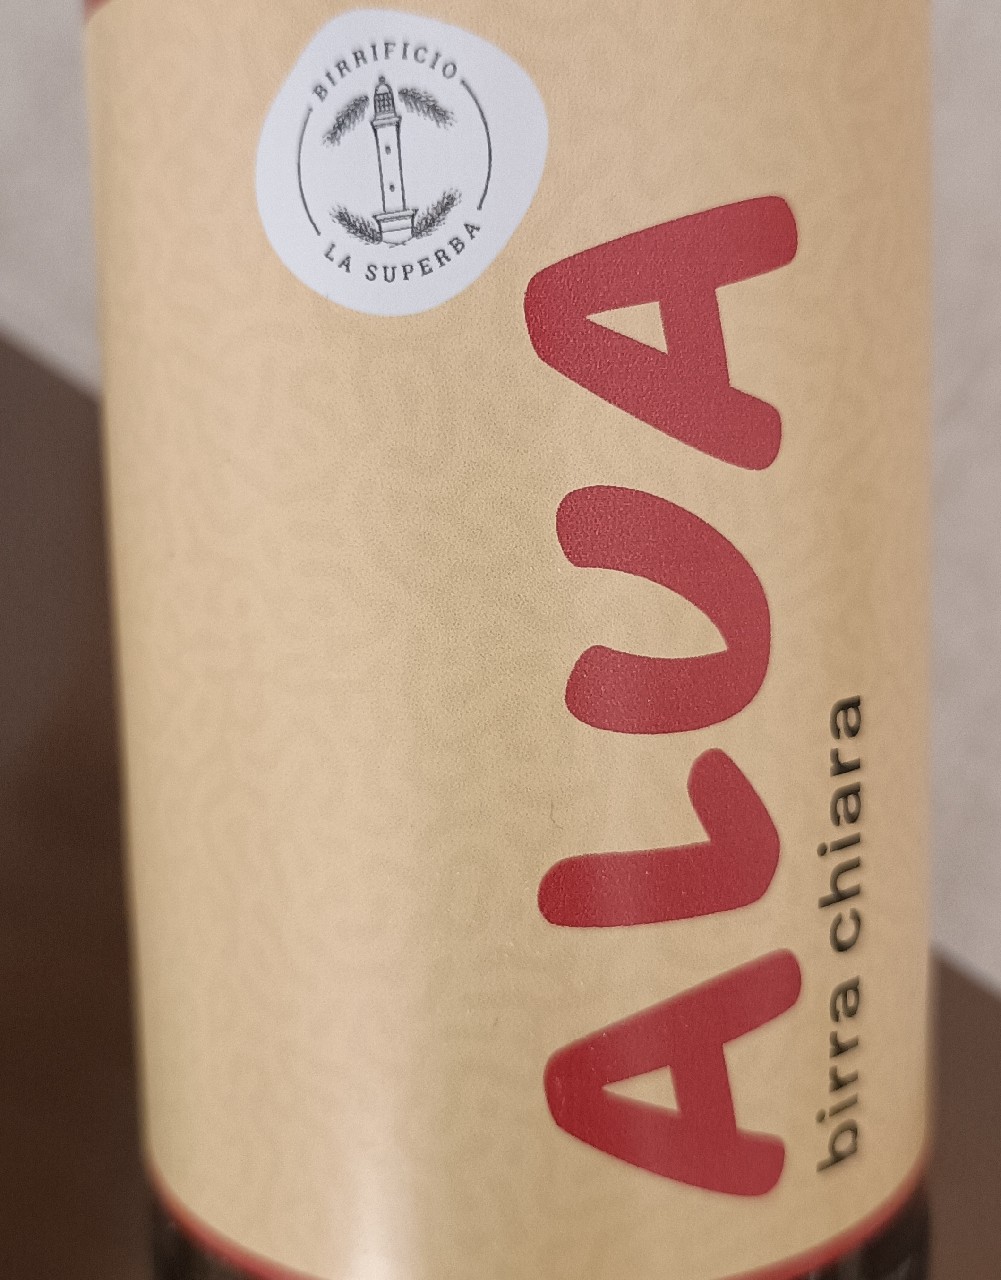 BIRRIFICIO
LA SUPERBA
ALUA
birra chiara